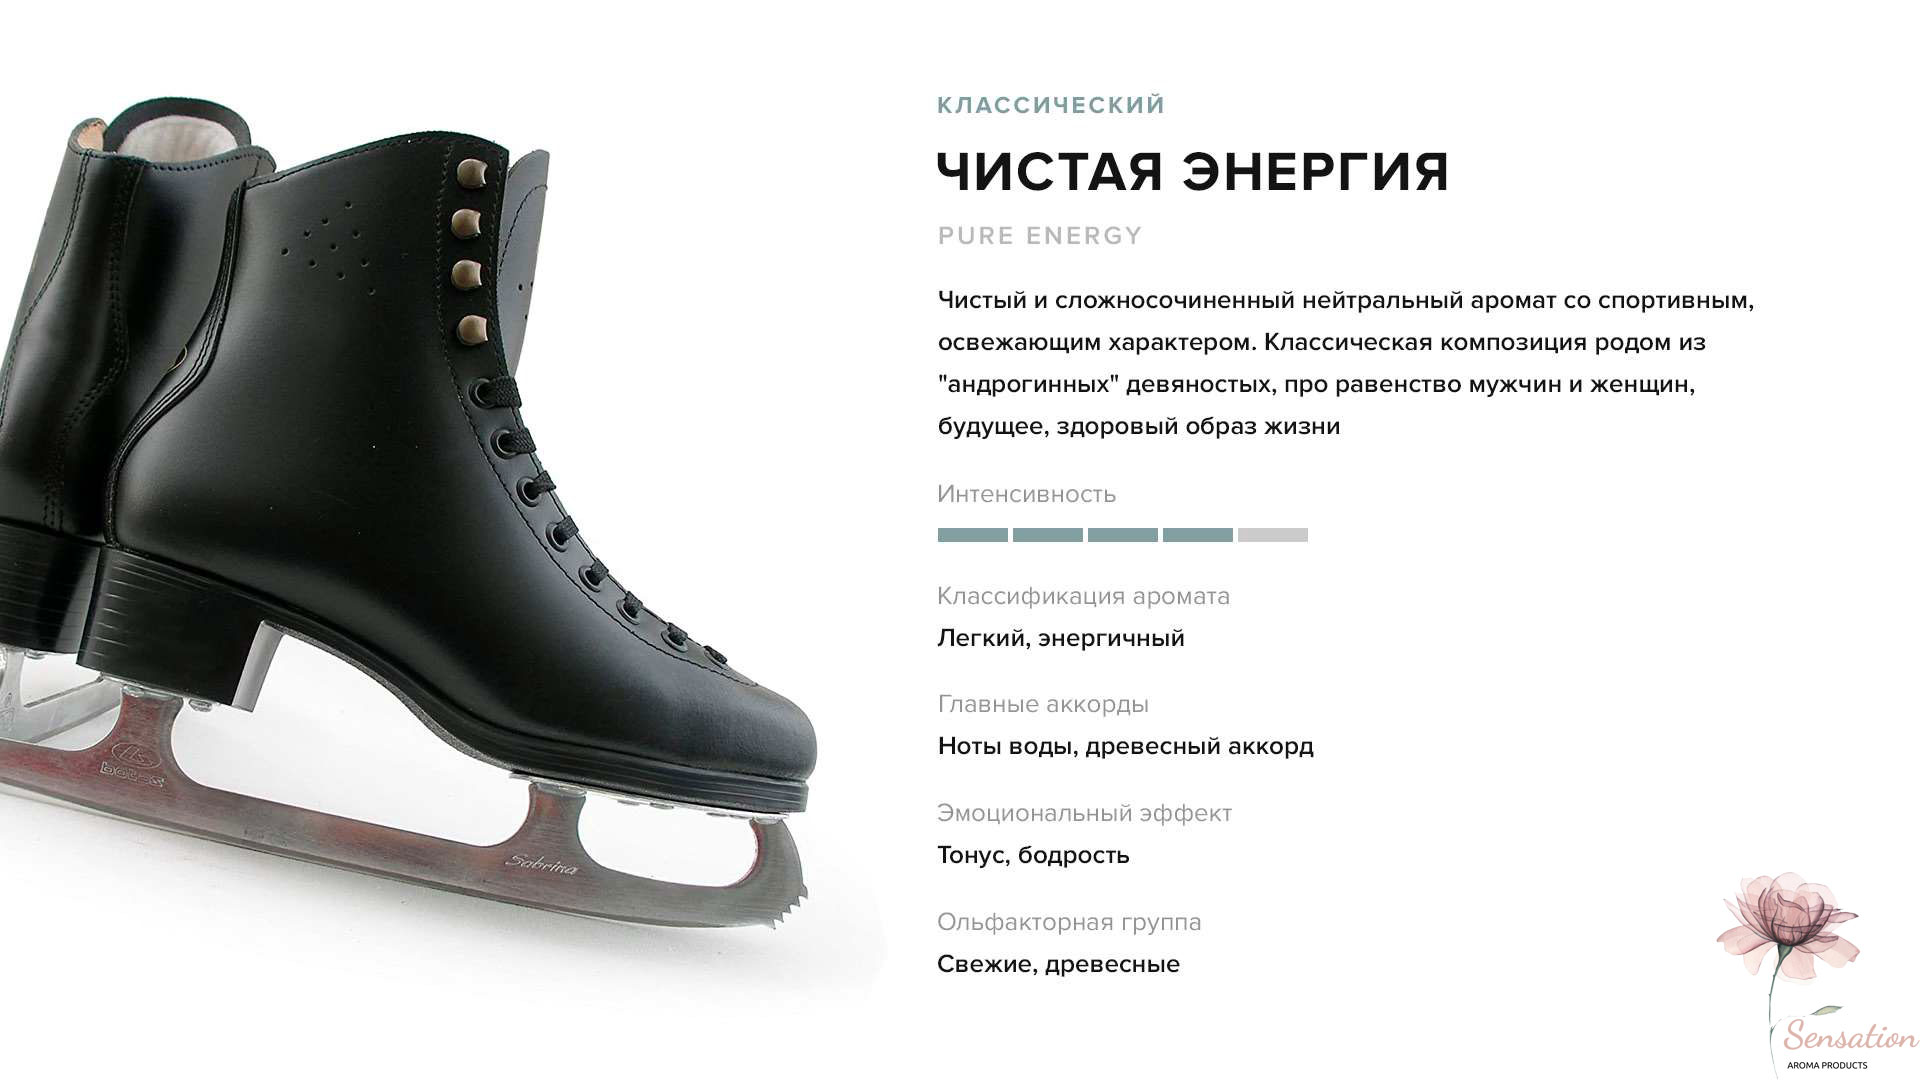 КЛАССИЧЕСКИЙ
ЧИСТАЯ ЭНЕРГИЯ
PURE ENERGY
Чистый и сложносочиненный нейтральный аромат со спортивным,
освежающим характером. Классическая композиция родом из
"андрогинных" девяностых, про равенство мужчин и женщин,
будущее, здоровый образ жизни
Интенсивность
Классификация аромата
Легкий, энергичный
Главные аккорды
Ноты воды, древесный аккорд
Эмоциональный эффект
Тонус, бодрость
Ольфакторная группа
Свежие, древесные
Sabrina
Sensation
AROMA PRODUCTS